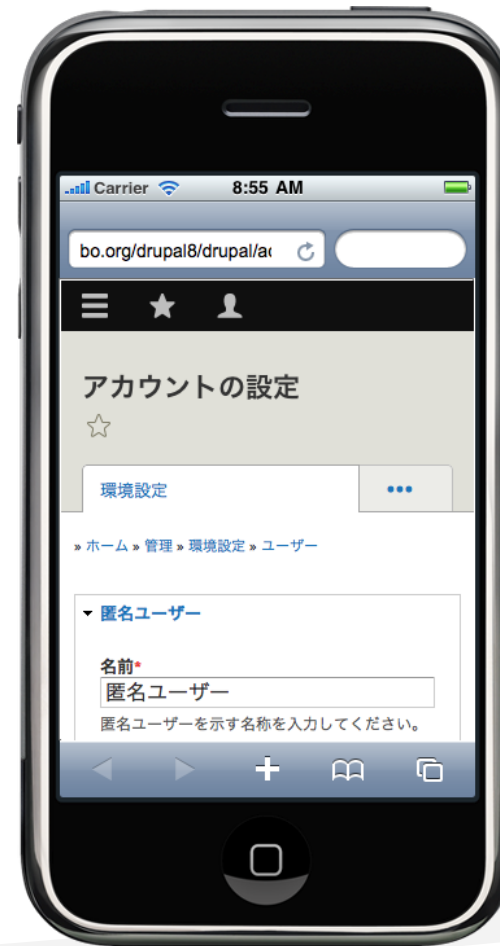 Carrier 8:55 AM
bo.org/drupal8/drupal/ac
アカウントの設定
環境設定 •••
» ホーム » 管理 » 環境設定 » ユーザー
匿名ユーザー
名前*
匿名ユーザー
匿名ユーザーを示す名称を入力してください。